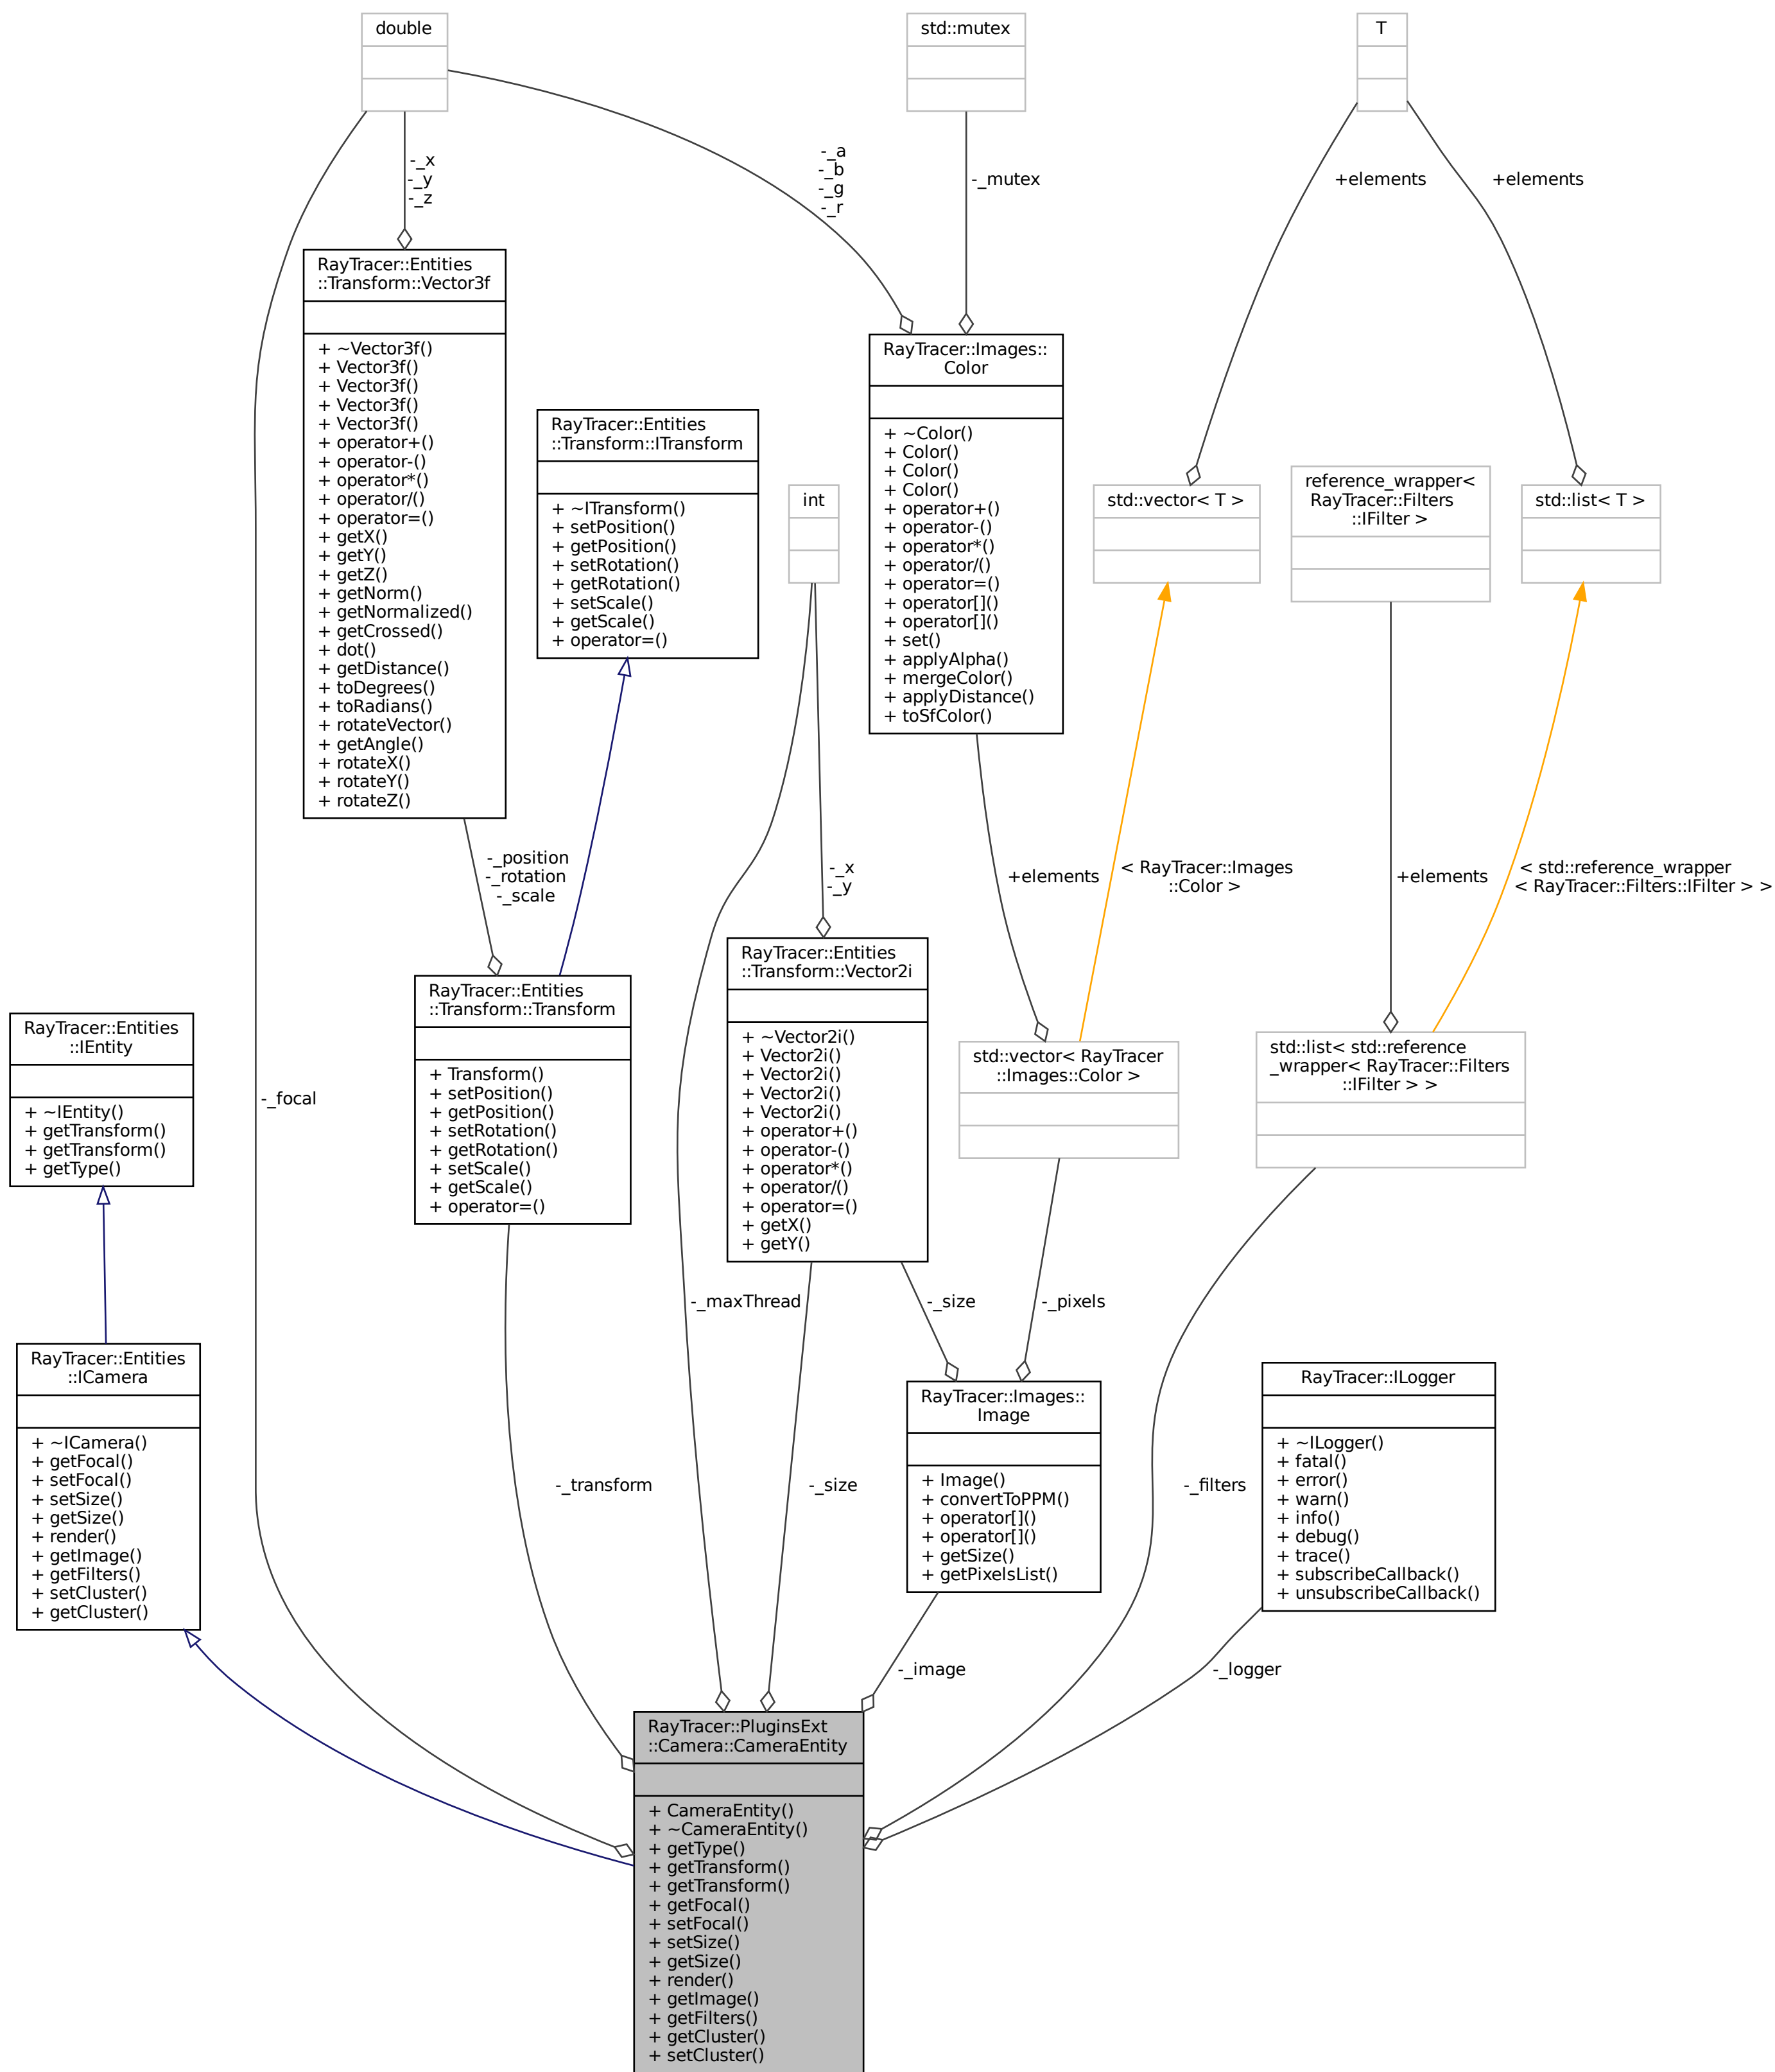 double
std::mutex
T
-_a
-_b
-_g
-_r
-_x
-_y
-_z
-_mutex
+elements
+elements
RayTracer::Entities
::Transform::Vector3f
+ ~Vector3f()
+ Vector3f()
+ Vector3f()
+ Vector3f()
+ Vector3f()
+ operator+()
+ operator-()
+ operator*()
+ operator/()
+ operator=()
+ getX()
+ getY()
+ getZ()
+ getNorm()
+ getNormalized()
+ getCrossed()
+ dot()
+ getDistance()
+ toDegrees()
+ toRadians()
+ rotateVector()
+ getAngle()
+ rotateX()
+ rotateY()
+ rotateZ()
RayTracer::Entities
::Transform::ITransform
+ ~ITransform()
+ setPosition()
+ getPosition()
+ setRotation()
+ getRotation()
+ setScale()
+ getScale()
+ operator=()
int
RayTracer::Images::
Color
+ ~Color()
+ Color()
+ Color()
+ Color()
+ operator+()
+ operator-()
+ operator*()
+ operator/()
+ operator=()
+ operator[]()
+ operator[]()
+ set()
+ applyAlpha()
+ mergeColor()
+ applyDistance()
+ toSfColor()
std::vector< T >
reference_wrapper<
RayTracer::Filters
::IFilter >
std::list< T >
-_position
-_rotation
-_scale
-_x
-_y
+elements
< RayTracer::Images
::Color >
+elements
< std::reference_wrapper
< RayTracer::Filters::IFilter > >
RayTracer::Entities
::IEntity
+ ~IEntity()
+ getTransform()
+ getTransform()
+ getType()
-_focal
RayTracer::Entities
::Transform::Transform
+ Transform()
+ setPosition()
+ getPosition()
+ setRotation()
+ getRotation()
+ setScale()
+ getScale()
+ operator=()
RayTracer::Entities
::Transform::Vector2i
+ ~Vector2i()
+ Vector2i()
+ Vector2i()
+ Vector2i()
+ Vector2i()
+ operator+()
+ operator-()
+ operator*()
+ operator/()
+ operator=()
+ getX()
+ getY()
std::vector< RayTracer
::Images::Color >
std::list< std::reference
_wrapper< RayTracer::Filters
::IFilter > >
-_maxThread
-_size
-_pixels
RayTracer::Entities
::ICamera
+ ~ICamera()
+ getFocal()
+ setFocal()
+ setSize()
+ getSize()
+ render()
+ getImage()
+ getFilters()
+ setCluster()
+ getCluster()
-_transform
-_size
RayTracer::Images::
Image
+ Image()
+ convertToPPM()
+ operator[]()
+ operator[]()
+ getSize()
+ getPixelsList()
-_filters
RayTracer::ILogger
+ ~ILogger()
+ fatal()
+ error()
+ warn()
+ info()
+ debug()
+ trace()
+ subscribeCallback()
+ unsubscribeCallback()
-_image
-_logger
RayTracer::PluginsExt
::Camera::CameraEntity
+ CameraEntity()
+ ~CameraEntity()
+ getType()
+ getTransform()
+ getTransform()
+ getFocal()
+ setFocal()
+ setSize()
+ getSize()
+ render()
+ getImage()
+ getFilters()
+ getCluster()
+ setCluster()